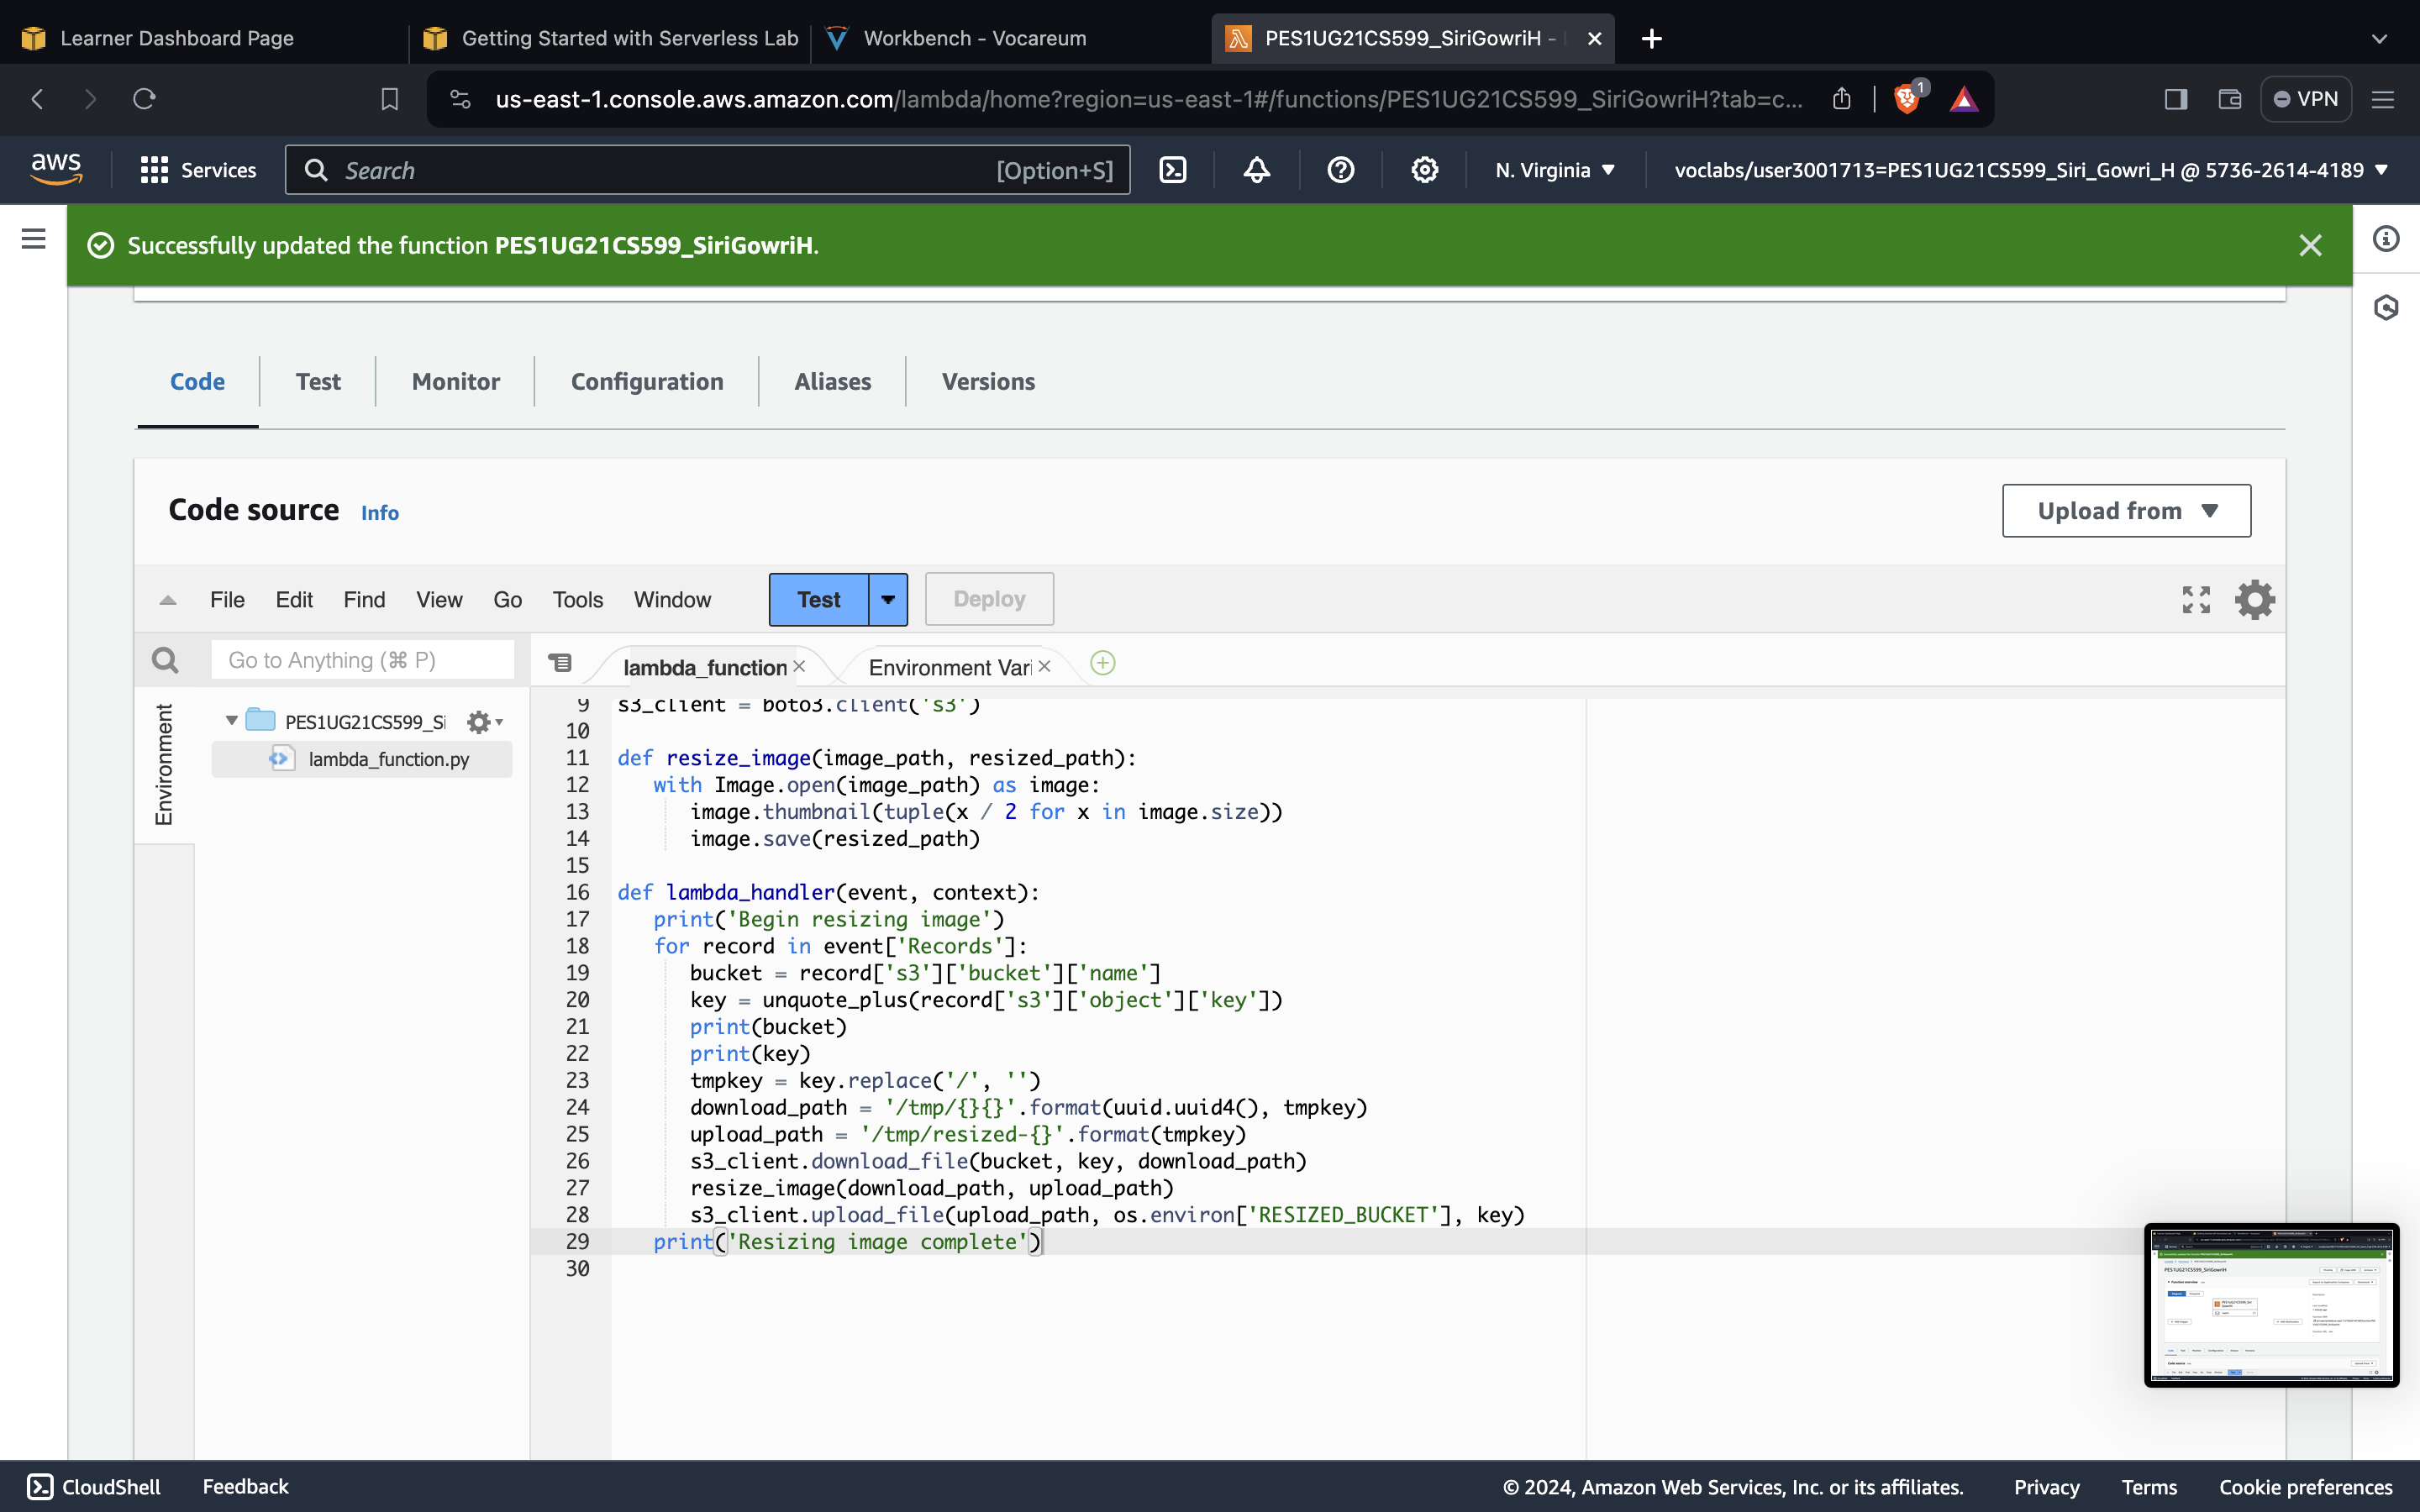 Learner Dashboard Page
Getting Started with Serverless Lab
Workbench - Vocareum
PES1UG21CS599_SiriGowriH -
us-east-1.console.aws.amazon.com/lambda/home?region=us-east-1#/functions/PES1UG21CS599_SiriGowriH?tab=c...
1
VPN
aws
Services
Search
[Option+S]
N. Virginia
voclabs/user3001713=PES1UG21CS599_Siri_Gowri_H @ 5736-2614-4189
Successfully updated the function PES1UG21CS599_SiriGowriH.
Code
Test
Monitor
Configuration
Aliases
Versions
Code source Info
Upload from
File Edit Find View Go Tools Window
Test
Deploy
Go to Anything (⌘ P)
lambda_function
Environment Vari
Environment
PES1UG21CS599_Si
lambda_function.py
9 s3_client = boto3.client('s3')
10
11 def resize_image(image_path, resized_path):
12 with Image.open(image_path) as image:
13 image.thumbnail(tuple(x / 2 for x in image.size))
14 image.save(resized_path)
15
16 def lambda_handler(event, context):
17 print('Begin resizing image')
18 for record in event['Records']:
19 bucket = record['s3']['bucket']['name']
20 key = unquote_plus(record['s3']['object']['key'])
21 print(bucket)
22 print(key)
23 tmpkey = key.replace('/', '')
24 download_path = '/tmp/{}{}'.format(uuid.uuid4(), tmpkey)
25 upload_path = '/tmp/resized-{}'.format(tmpkey)
26 s3_client.download_file(bucket, key, download_path)
27 resize_image(download_path, upload_path)
28 s3_client.upload_file(upload_path, os.environ['RESIZED_BUCKET'], key)
29 print('Resizing image complete')
30
CloudShell
Feedback
© 2024, Amazon Web Services, Inc. or its affiliates.
Privacy
Terms
Cookie preferences